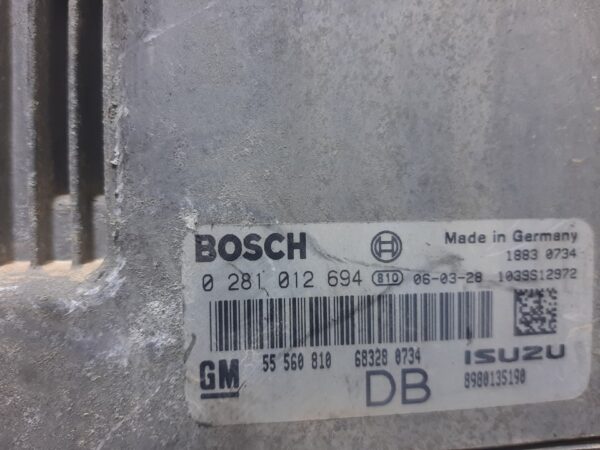 BOSCH Made in Germany
1883 0734
0 281 012 694 810 06-03-28 1039S12972
GM 55 560 810 68328 0734 ISUZU
DB 8980135190